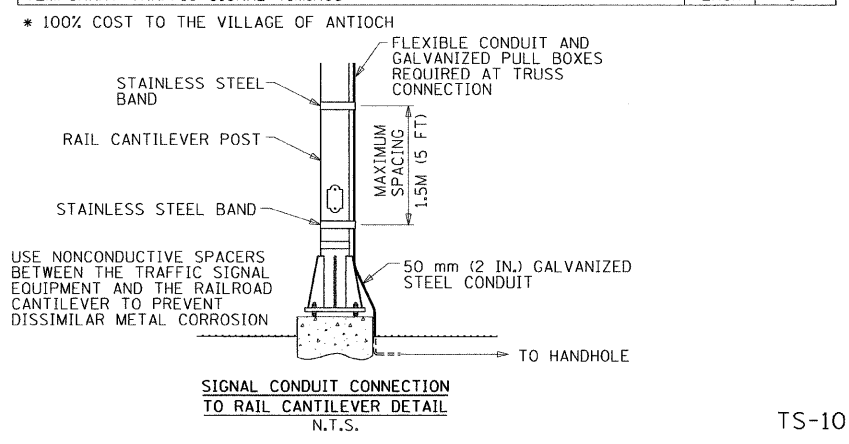 * 100% COST TO THE VILLAGE OF ANTIOCH
FLEXIBLE CONDUIT AND
GALVANIZED PULL BOXES
REQUIRED AT TRUSS
CONNECTION
STAINLESS STEEL
BAND
RAIL CANTILEVER POST
MAXIMUM
SPACING
1.5M (5 FT)
STAINLESS STEEL BAND
USE NONCONDUCTIVE SPACERS
BETWEEN THE TRAFFIC SIGNAL
EQUIPMENT AND THE RAILROAD
CANTILEVER TO PREVENT
DISSIMILAR METAL CORROSION
50 mm (2 IN.) GALVANIZED
STEEL CONDUIT
TO HANDHOLE
SIGNAL CONDUIT CONNECTION
TO RAIL CANTILEVER DETAIL
N.T.S.
TS-10